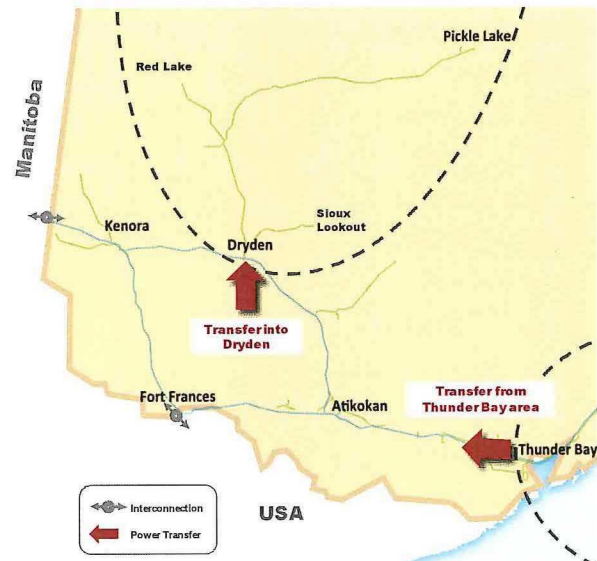 Pickle Lake
Red Lake
Manitoba
Sioux
Lookout
Kenora
Dryden
Transfer into
Dryden
Transfer from
Thunder Bay area
Fort Frances
Atikokan
Thunder Bay
Interconnection
Power Transfer
USA